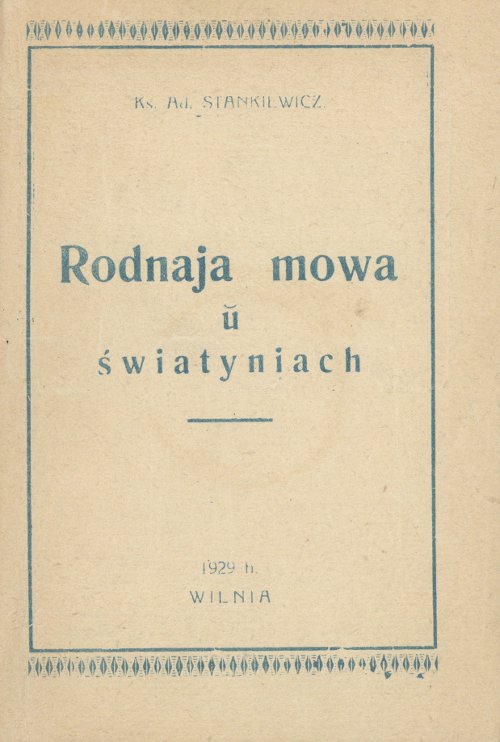 Ks. Ad. STANKIEWICZ.
Rodnaja mowa
ŭ
światyniach
1929 h.
WILNIA